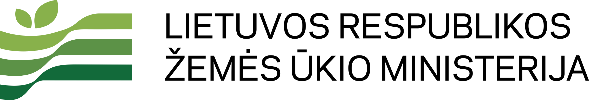 LIETUVOS RESPUBLIKOS
ŽEMĖS ŪKIO MINISTERIJA